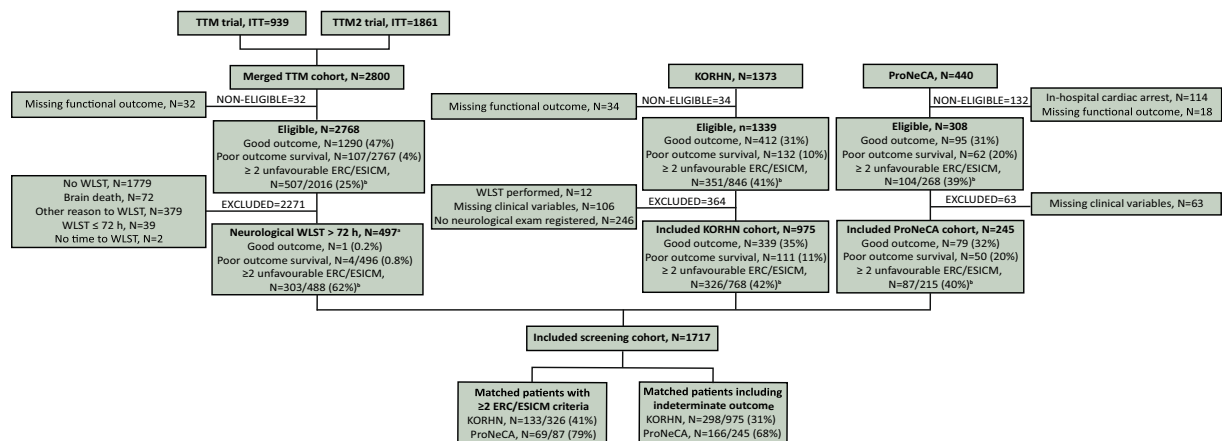 TTM trial, ITT=939
TTM2 trial, ITT=1861
Merged TTM cohort, N=2800
KORHN, N=1373
ProNeCA, N=440
Missing functional outcome, N=32
NON-ELIGIBLE=32
Missing functional outcome, N=34
NON-ELIGIBLE=34
NON-ELIGIBLE=132
In-hospital cardiac arrest, N=114
Missing functional outcome, N=18
Eligible, N=2768
Good outcome, N=1290 (47%)
Poor outcome survival, N=107/2767 (4%)
≥ 2 unfavourable ERC/ESICM,
N=507/2016 (25%)ᵇ
Eligible, n=1339
Good outcome, N=412 (31%)
Poor outcome survival, N=132 (10%)
≥ 2 unfavourable ERC/ESICM,
N=351/846 (41%)ᵇ
Eligible, N=308
Good outcome, N=95 (31%)
Poor outcome survival, N=62 (20%)
≥ 2 unfavourable ERC/ESICM,
N=104/268 (39%)ᵇ
No WLST, N=1779
Brain death, N=72
Other reason to WLST, N=379
WLST ≤ 72 h, N=39
No time to WLST, N=2
EXCLUDED=2271
WLST performed, N=12
Missing clinical variables, N=106
No neurological exam registered, N=246
EXCLUDED=364
EXCLUDED=63
Missing clinical variables, N=63
Neurological WLST > 72 h, N=497ᵃ
Good outcome, N=1 (0.2%)
Poor outcome survival, N=4/496 (0.8%)
≥2 unfavourable ERC/ESICM,
N=303/488 (62%)ᵇ
Included KORHN cohort, N=975
Good outcome, N=339 (35%)
Poor outcome survival, N=111 (11%)
≥ 2 unfavourable ERC/ESICM,
N=326/768 (42%)ᵇ
Included ProNeCA cohort, N=245
Good outcome, N=79 (32%)
Poor outcome survival, N=50 (20%)
≥ 2 unfavourable ERC/ESICM,
N=87/215 (40%)ᵇ
Included screening cohort, N=1717
Matched patients with
≥2 ERC/ESICM criteria
KORHN, N=133/326 (41%)
ProNeCA, N=69/87 (79%)
Matched patients including
indeterminate outcome
KORHN, N=298/975 (31%)
ProNeCA, N=166/245 (68%)